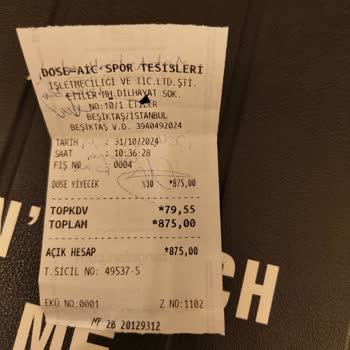 DOSE-AIC-SPOR TESİSLERİ
İŞLETMECİLİĞİ VE TİC.LTD.ŞTİ.
ETİLER MH.DİLHAYAT SOK.
NO:10/1 ETİLER
BEŞİKTAŞ/İSTANBUL
BEŞİKTAŞ V.D. 3940492024
TARİH : 31/10/2024
SAAT : 10:36:28
FİŞ NO : 0004
DOSE YİYECEK %10 *875,00
TOPKDV *79,55
TOPLAM *875,00
AÇIK HESAP *875,00
T.SİCİL NO: 49537-5
EKÜ NO:0001 Z NO:1102
MF 2B 20129312
N'
CH
ME